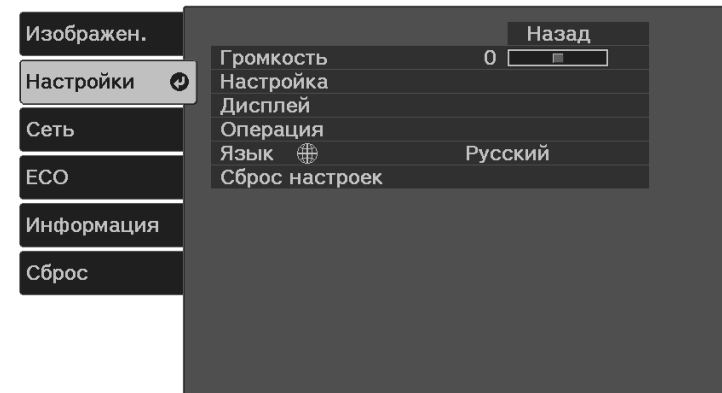 Изображен.
Настройки
Сеть
ECO
Информация
Сброс
Назад
Громкость 0
Настройка
Дисплей
Операция
Язык Русский
Сброс настроек